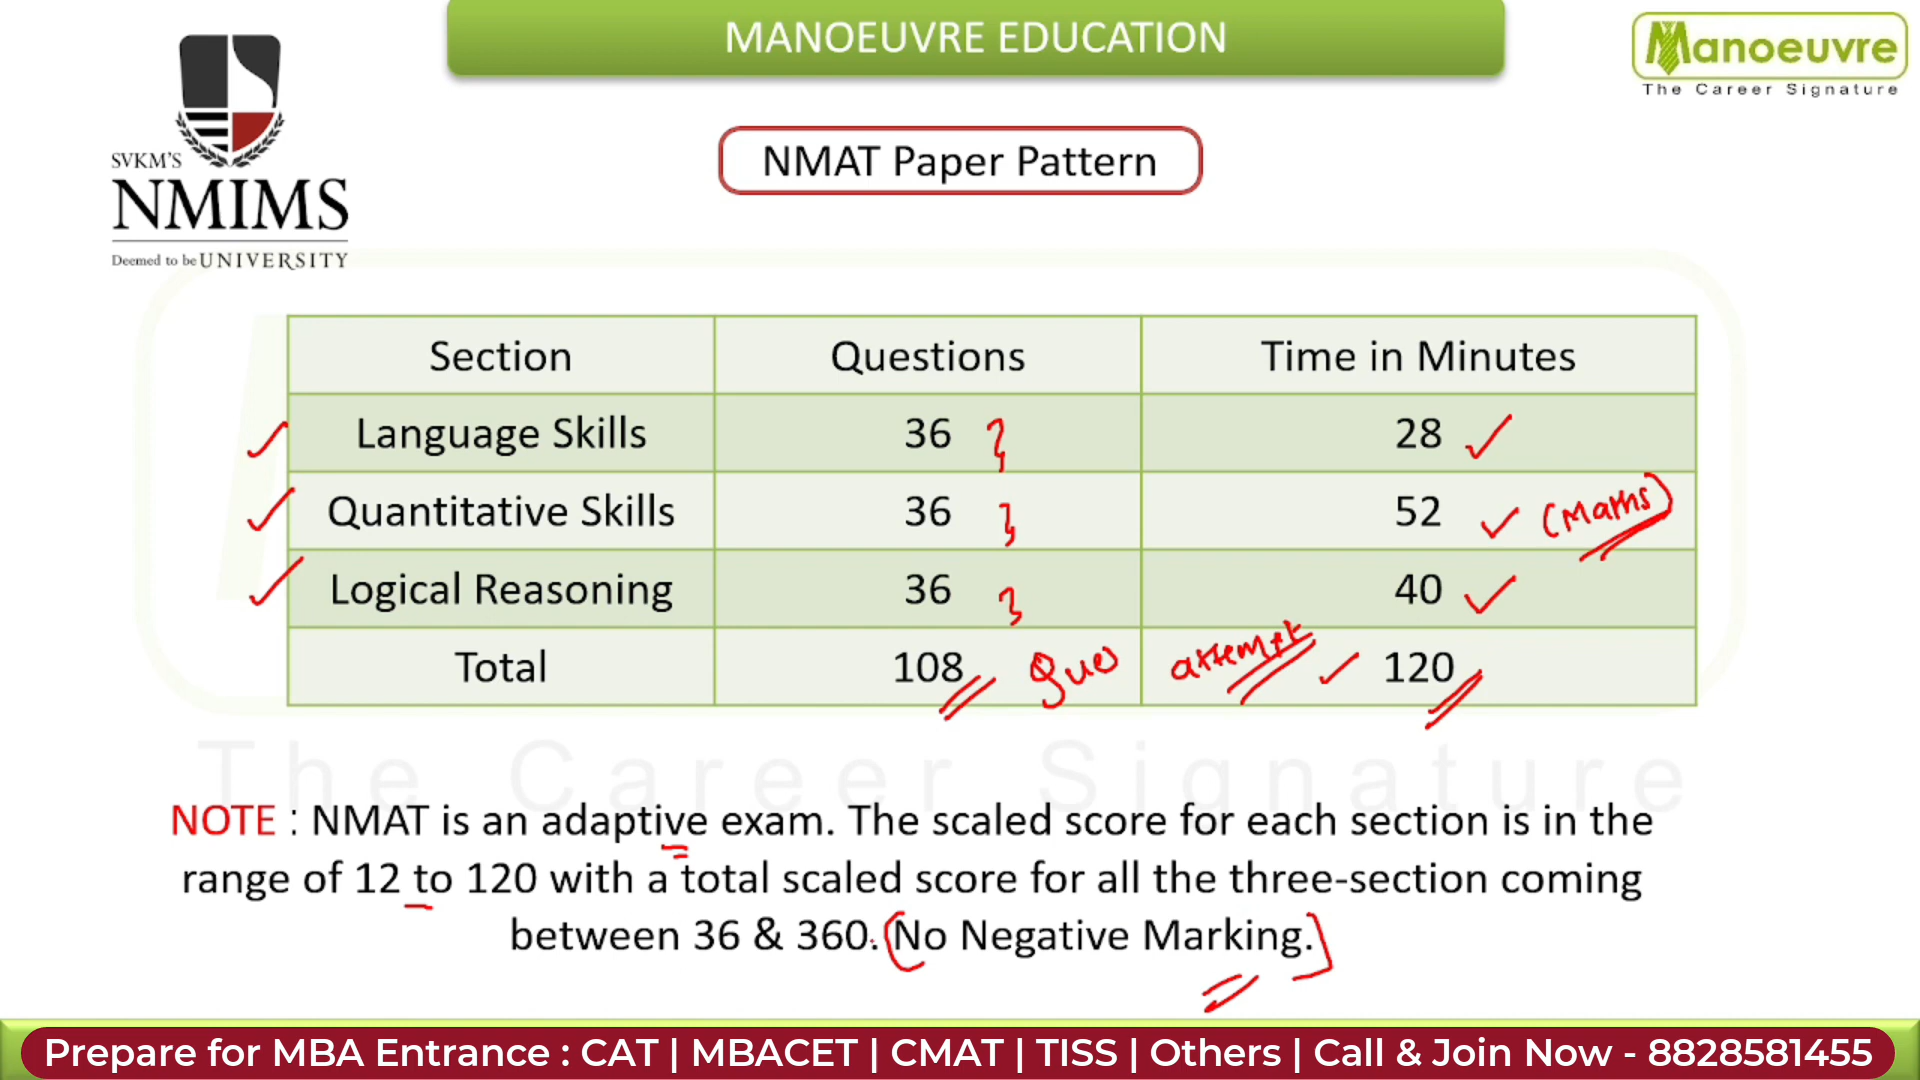 MANOEUVRE EDUCATION
Manoeuvre
The Career Signature
SVKM'S
NMIMS
Deemed to be UNIVERSITY
NMAT Paper Pattern
Section Questions Time in Minutes
Language Skills 36 28
Quantitative Skills 36 52 (Maths)
Logical Reasoning 36 40
Total 108 Ques attempt 120
The Career Signature
NOTE : NMAT is an adaptive exam. The scaled score for each section is in the
range of 12 to 120 with a total scaled score for all the three-section coming
between 36 & 360. (No Negative Marking.)
Prepare for MBA Entrance : CAT | MBACET | CMAT | TISS | Others | Call & Join Now - 8828581455